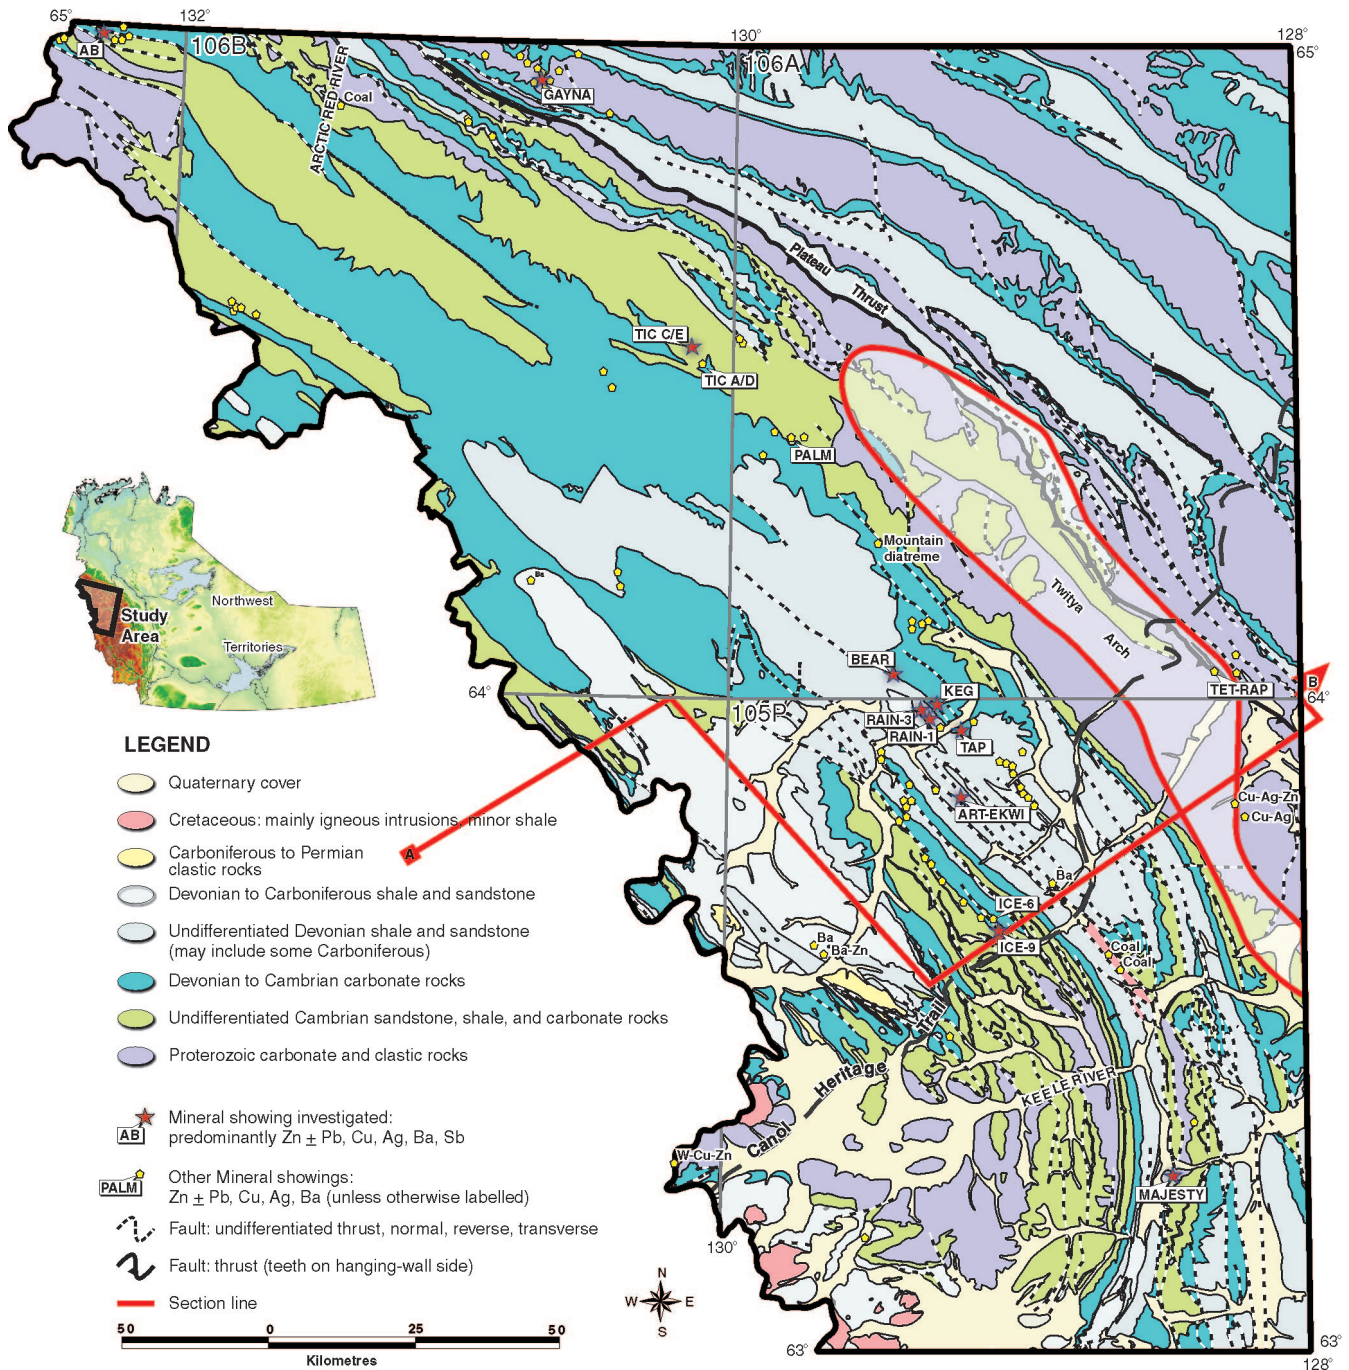 65°
132°
130°
128°
65°
AB
106B
106A
ARCTIC RED RIVER
Coal
GAYNA
Plateau
Thrust
TIC C/E
TIC A/D
PALM
Mountain
diatreme
Ba
Twitya
Arch
Northwest
Territories
Study
Area
BEAR
KEG
TET-RAP
B
64°
64°
105P
RAIN-3
RAIN-1
TAP
LEGEND
Quaternary cover
Cretaceous: mainly igneous intrusions, minor shale
Carboniferous to Permian
clastic rocks
Devonian to Carboniferous shale and sandstone
Undifferentiated Devonian shale and sandstone
(may include some Carboniferous)
Devonian to Cambrian carbonate rocks
Undifferentiated Cambrian sandstone, shale, and carbonate rocks
Proterozoic carbonate and clastic rocks
AB
Mineral showing investigated:
predominantly Zn ± Pb, Cu, Ag, Ba, Sb
PALM
Other Mineral showings:
Zn ± Pb, Cu, Ag, Ba (unless otherwise labelled)
Fault: undifferentiated thrust, normal, reverse, transverse
Fault: thrust (teeth on hanging-wall side)
Section line
50
0
25
50
Kilometres
A
Cu-Ag-Zn
Cu-Ag
ART-EKWI
Ba
ICE-6
ICE-9
Ba
Ba-Zn
Coal
Coal
Canol
Heritage
Trail
KEELE RIVER
W-Cu-Zn
MAJESTY
130°
N
W
E
S
63°
63°
128°